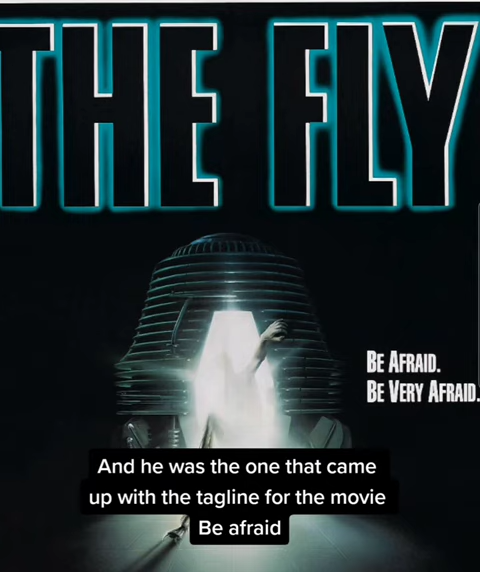 THE FLY
BE AFRAID.
BE VERY AFRAID.
And he was the one that came
up with the tagline for the movie
Be afraid